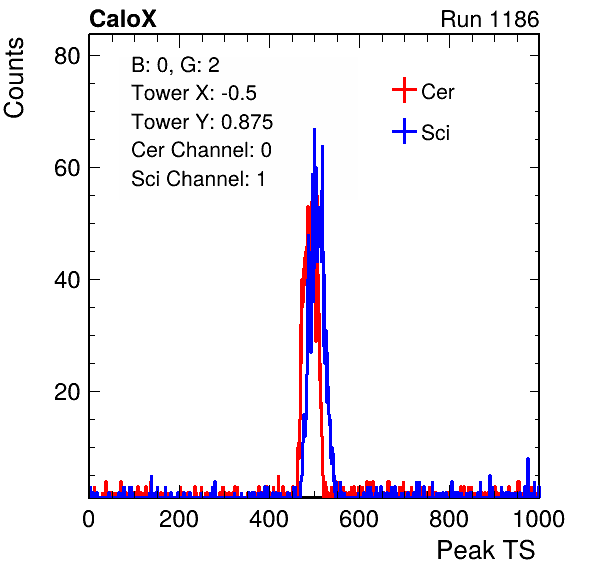 CaloX
Run 1186
Counts
80
60
40
20
B: 0, G: 2
Tower X: -0.5
Tower Y: 0.875
Cer Channel: 0
Sci Channel: 1
Cer
Sci
0 200 400 600 800 1000
Peak TS